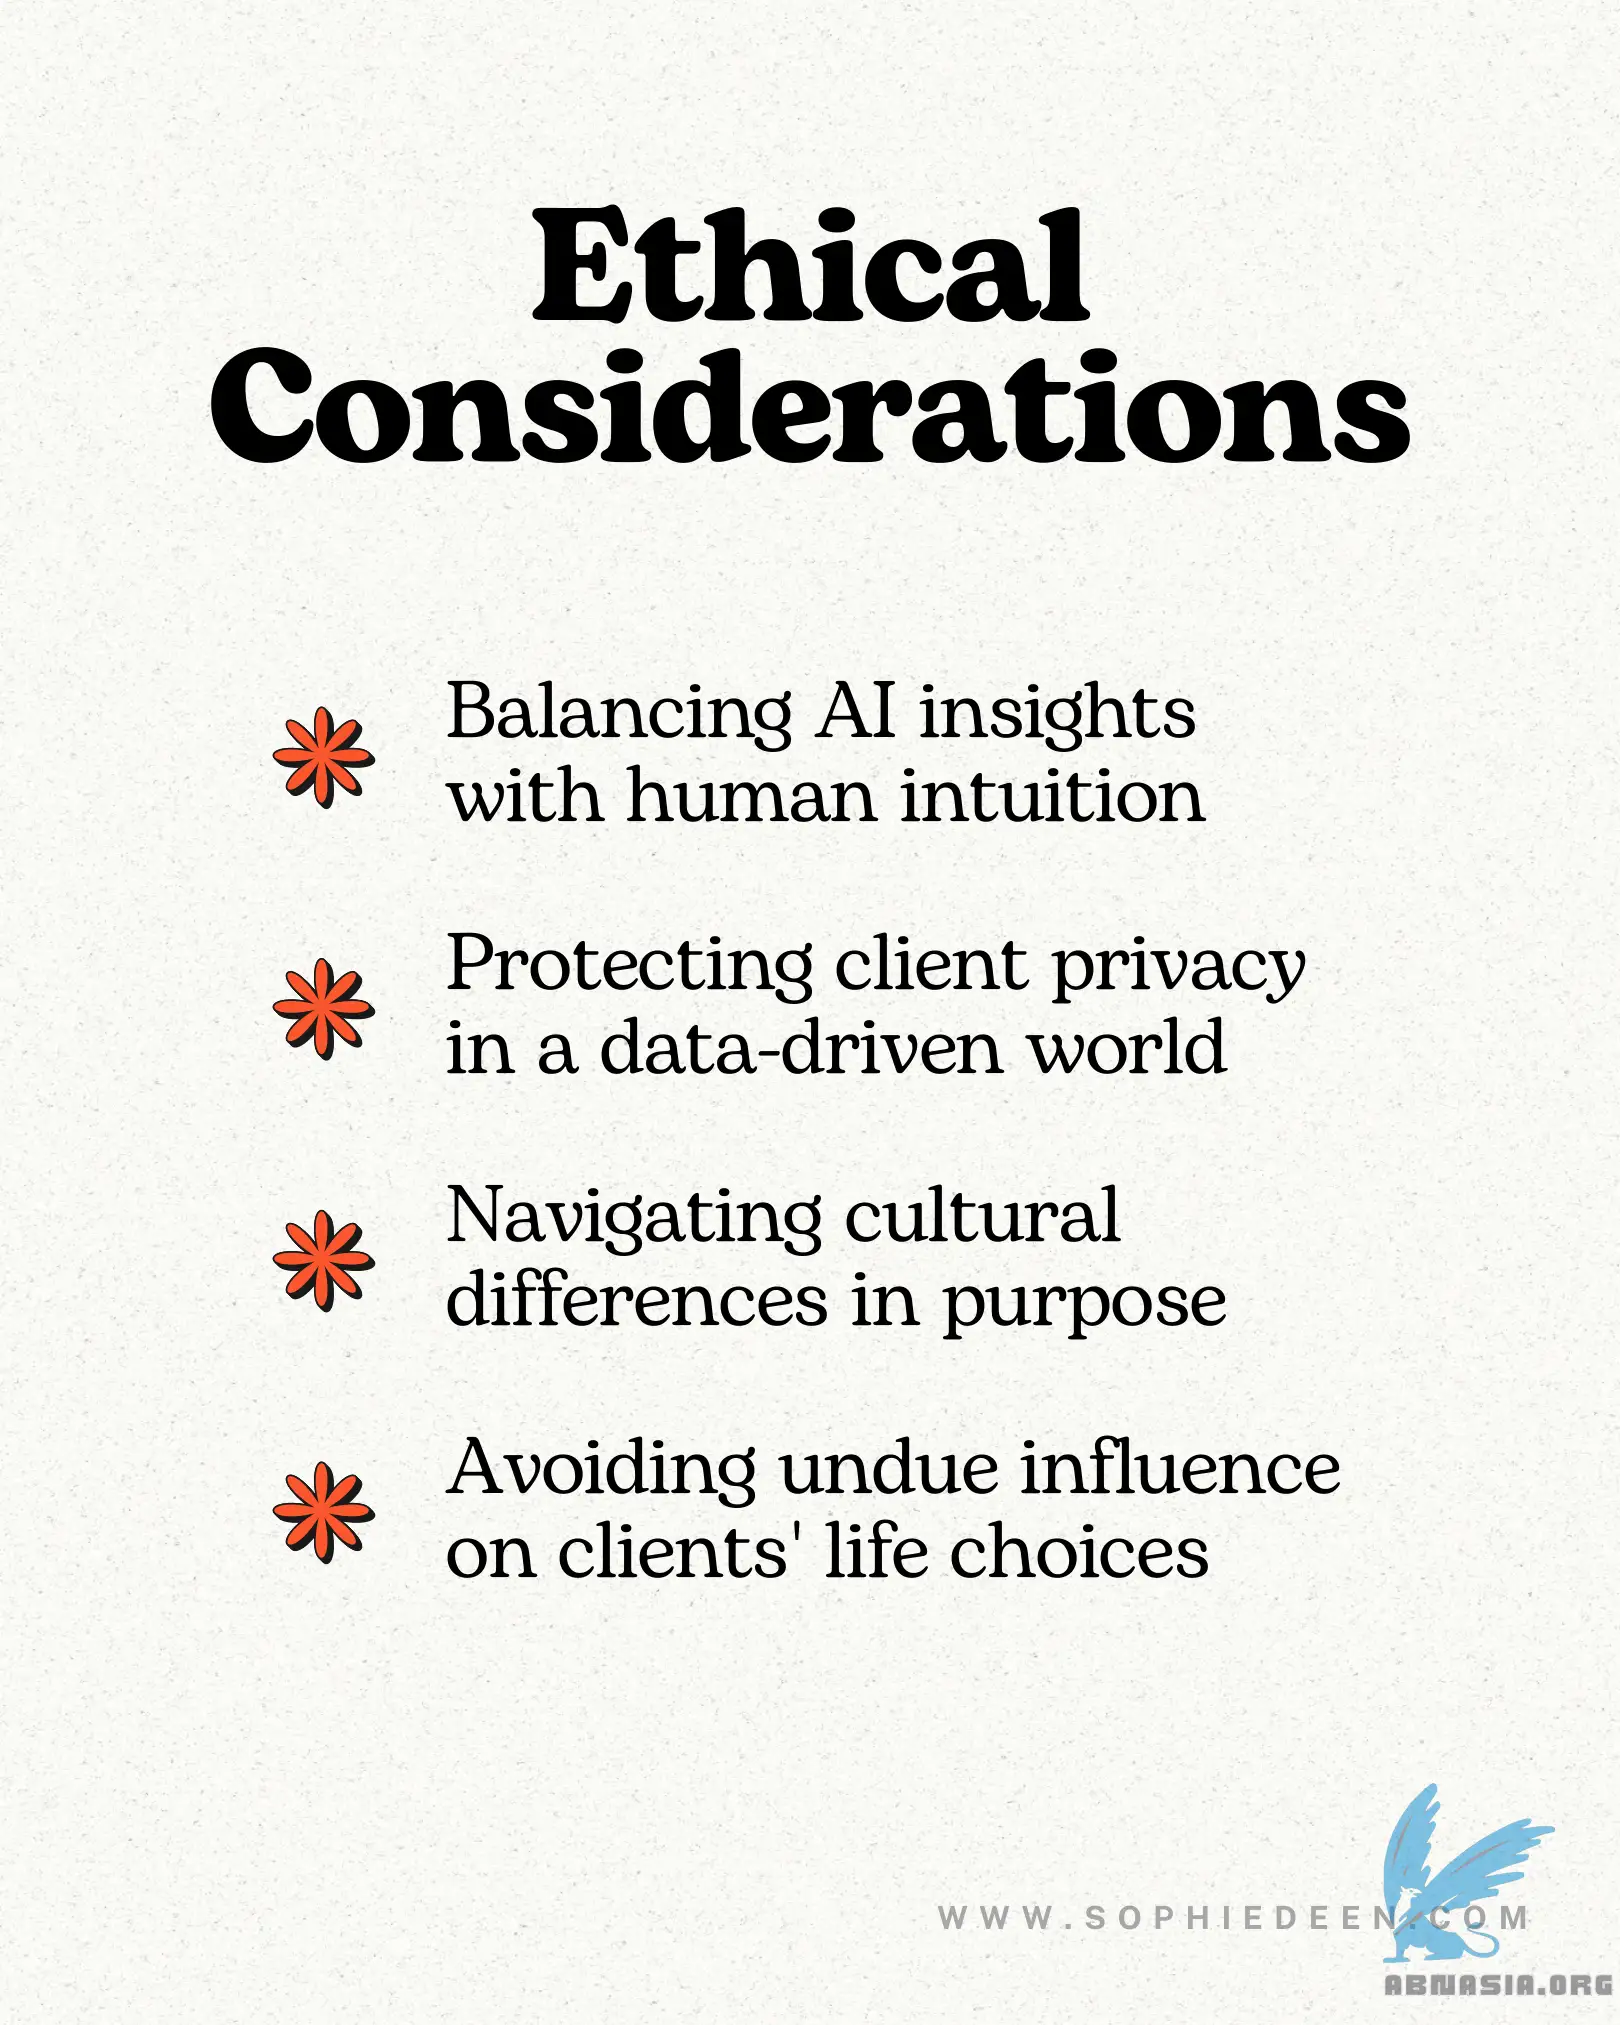 Ethical
Considerations
Balancing AI insights
with human intuition
Protecting client privacy
in a data-driven world
Navigating cultural
differences in purpose
Avoiding undue influence
on clients' life choices
WWW.SOPHIEDEEN.COM
ABNASIA.ORG